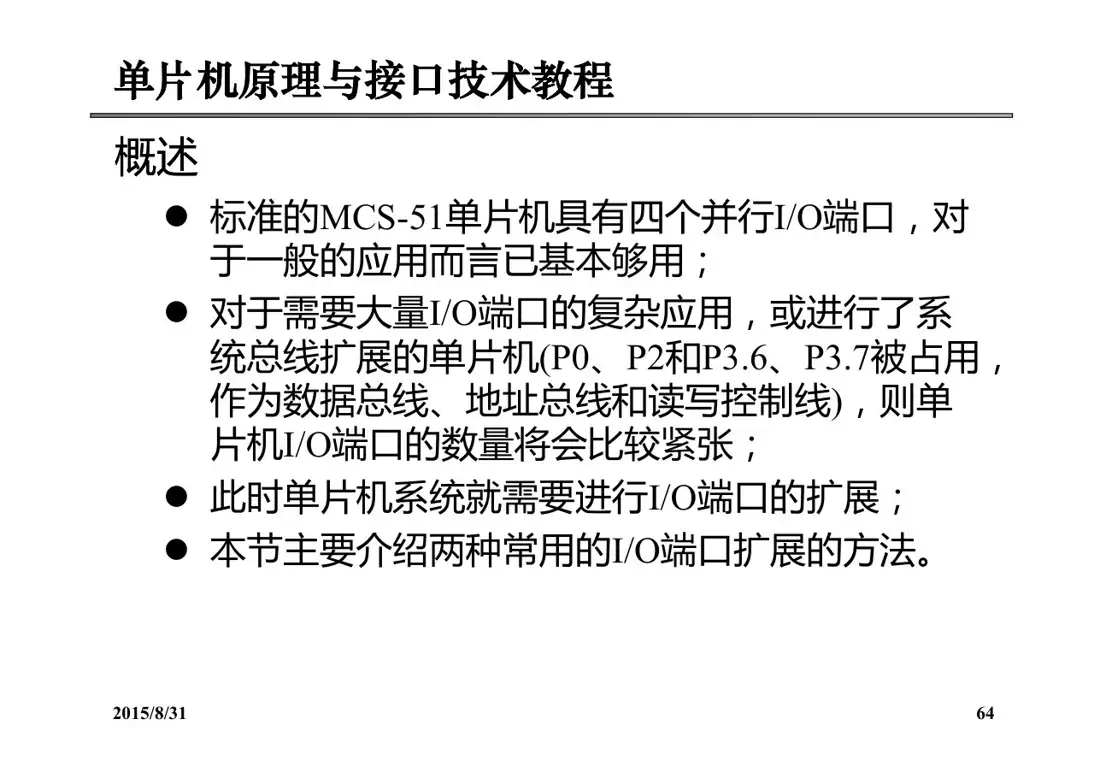 单片机原理与接口技术教程
概述
● 标准的MCS-51单片机具有四个并行I/O端口，对
于一般的应用而言已基本够用；
● 对于需要大量I/O端口的复杂应用，或进行了系
统总线扩展的单片机(P0、P2和P3.6、P3.7被占用，
作为数据总线、地址总线和读写控制线)，则单
片机I/O端口的数量将会比较紧张；
● 此时单片机系统就需要进行I/O端口的扩展；
● 本节主要介绍两种常用的I/O端口扩展的方法。
2015/8/31
64